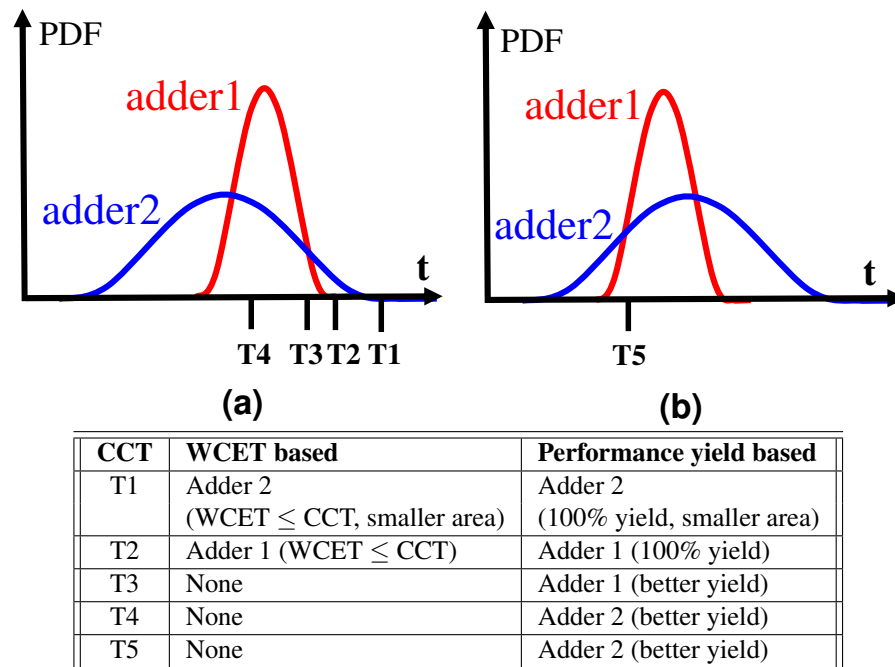 PDF
adder1
adder2
t
T4 T3 T2 T1
(a)
PDF
adder1
adder2
t
T5
(b)
CCT WCET based Performance yield based
T1 Adder 2 Adder 2
(WCET ≤ CCT, smaller area) (100% yield, smaller area)
T2 Adder 1 (WCET ≤ CCT) Adder 1 (100% yield)
T3 None Adder 1 (better yield)
T4 None Adder 2 (better yield)
T5 None Adder 2 (better yield)